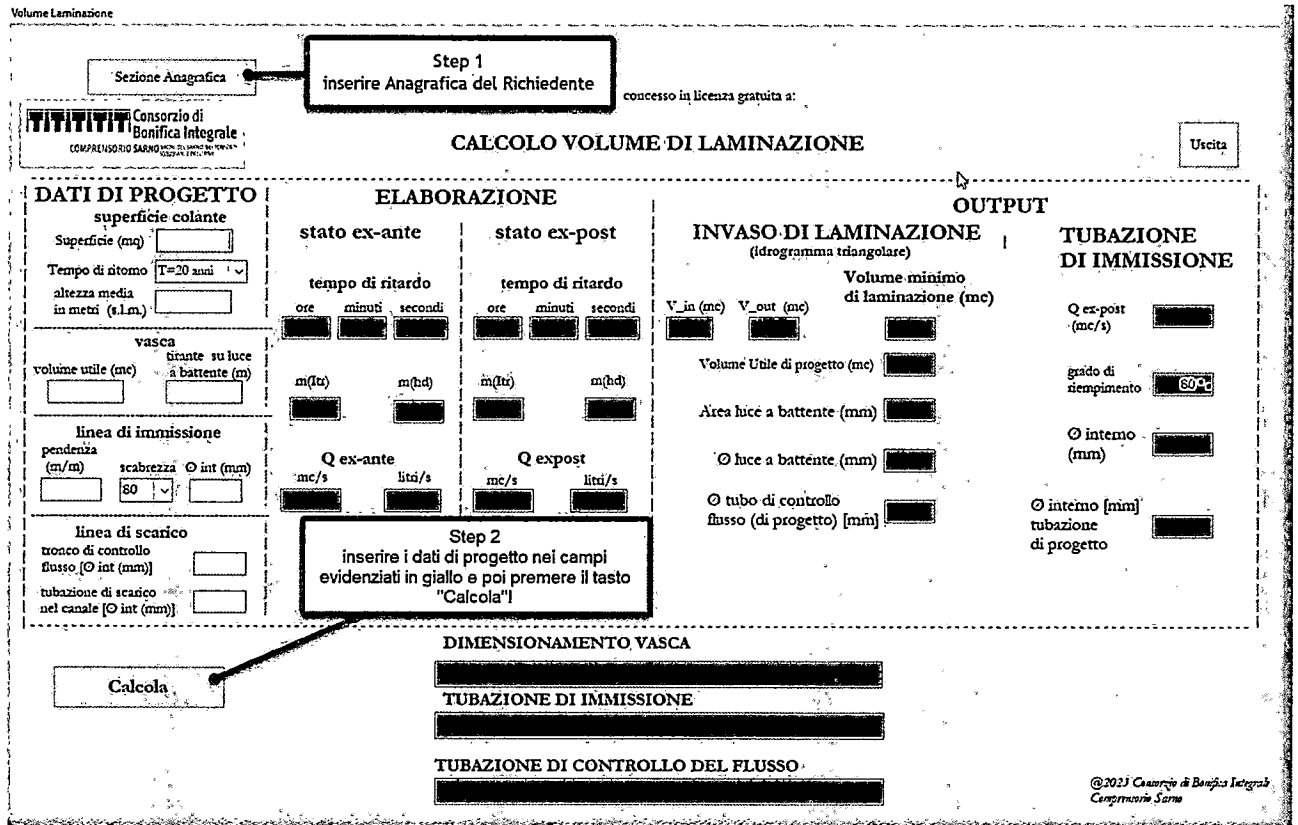 Volume Laminazione
Sezione Anagrafica
Step 1
inserire Anagrafica del Richiedente
concesso in licenza gratuita a:
Consorzio di
Bonifica Integrale
COMPRENSORIO SARNO
CALCOLO VOLUME DI LAMINAZIONE
Uscita
DATI DI PROGETTO
superficie colante
Superficie (mq)
Tempo di ritorno T=20 anni
altezza media
in metri (s.l.m.)
vasca
volume utile (mc)
tirante su luce
a battente (m)
linea di immissione
pendenza
(m/m)
scabrezza
80
Ø int (mm)
linea di scarico
tronco di controllo
flusso [Ø int (mm)]
tubazione di scarico
nel canale [Ø int (mm)]
ELABORAZIONE
stato ex-ante
tempo di ritardo
ore minuti secondi
m(Itr) m(hd)
Q ex-ante
mc/s litri/s
stato ex-post
tempo di ritardo
ore minuti secondi
m(Itr) m(hd)
Q expost
mc/s litri/s
Step 2
inserire i dati di progetto nei campi
evidenziati in giallo e poi premere il tasto
"Calcola"!
OUTPUT
INVASO DI LAMINAZIONE
(idrogramma triangolare)
V_in (mc) V_out (mc)
Volume minimo
di laminazione (mc)
Volume Utile di progetto (mc)
Area luce a battente (mm)
Ø luce a battente (mm)
Ø tubo di controllo
flusso (di progetto) [mm]
TUBAZIONE
DI IMMISSIONE
Q ex-post
(mc/s)
grado di
riempimento
Ø interno
(mm)
Ø interno [mm]
tubazione
di progetto
Calcola
DIMENSIONAMENTO VASCA
TUBAZIONE DI IMMISSIONE
TUBAZIONE DI CONTROLLO DEL FLUSSO
@2023 Consorzio di Bonifica Integrale
Comprensorio Sarno